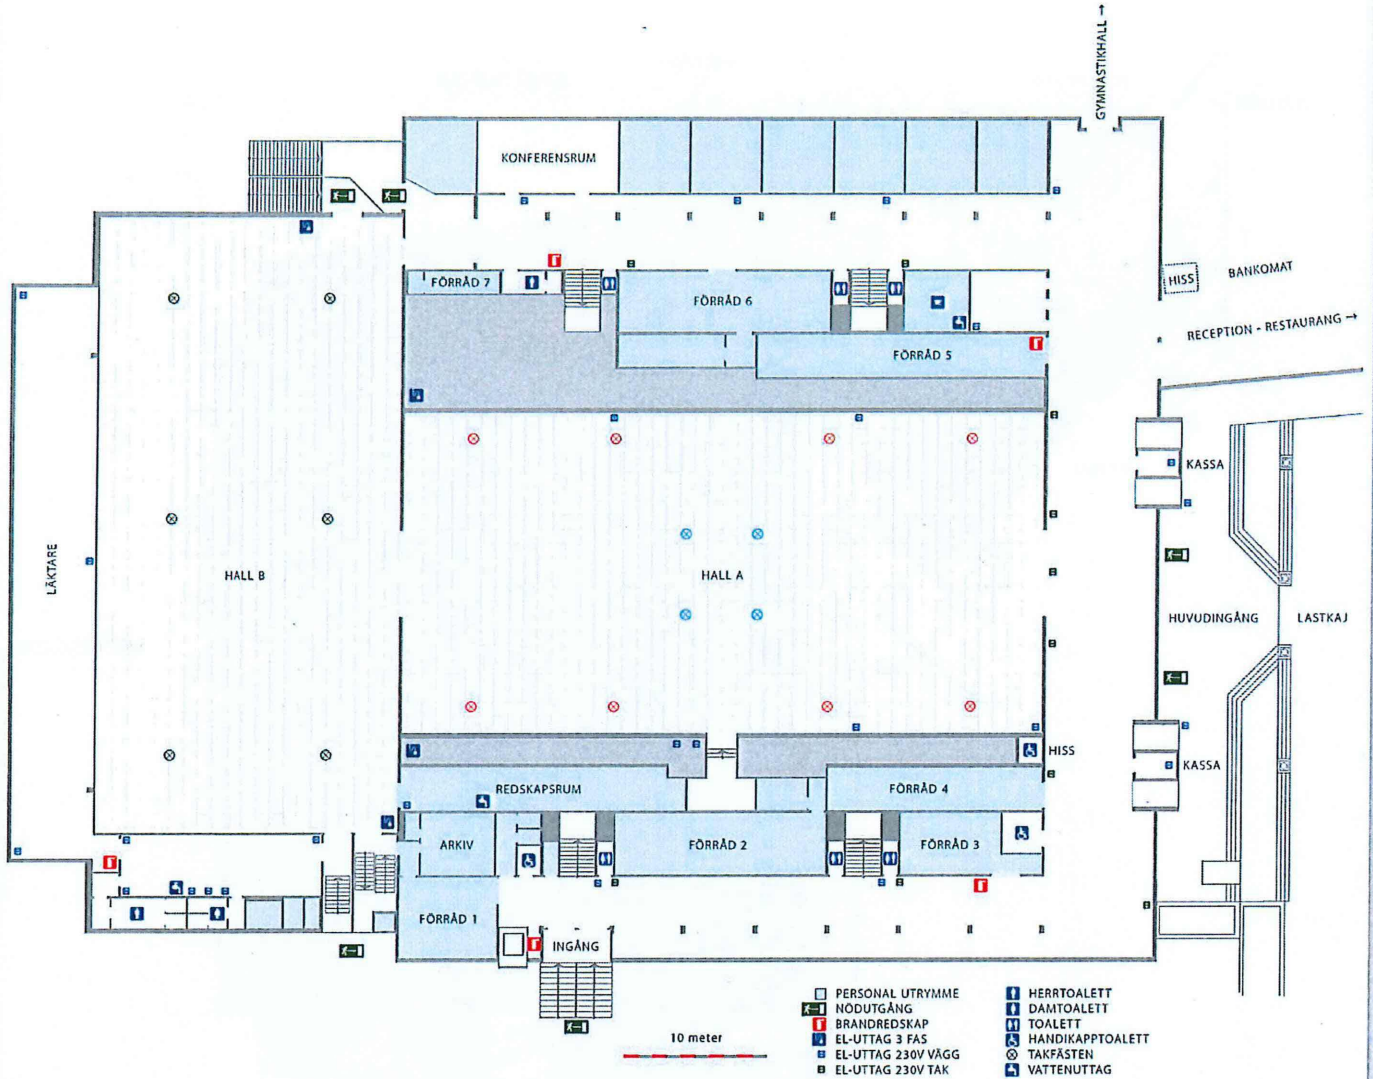 GYMNASTIKHALL →
KONFERENSRUM
HISS
BANKOMAT
FÖRRÅD 7
FÖRRÅD 6
RECEPTION - RESTAURANG →
FÖRRÅD 5
KASSA
LÄKTARE
HALL B
HALL A
HUVUDINGÅNG
LASTKAJ
HISS
KASSA
REDSKAPSRUM
FÖRRÅD 4
ARKIV
FÖRRÅD 2
FÖRRÅD 3
FÖRRÅD 1
INGÅNG
10 meter
PERSONAL UTRYMME
NÖDUTGÅNG
BRANDREDSKAP
EL-UTTAG 3 FAS
EL-UTTAG 230V VÄGG
EL-UTTAG 230V TAK
HERRTOALETT
DAMTOALETT
TOALETT
HANDIKAPPTOALETT
TAKFÄSTEN
VATTENUTTAG